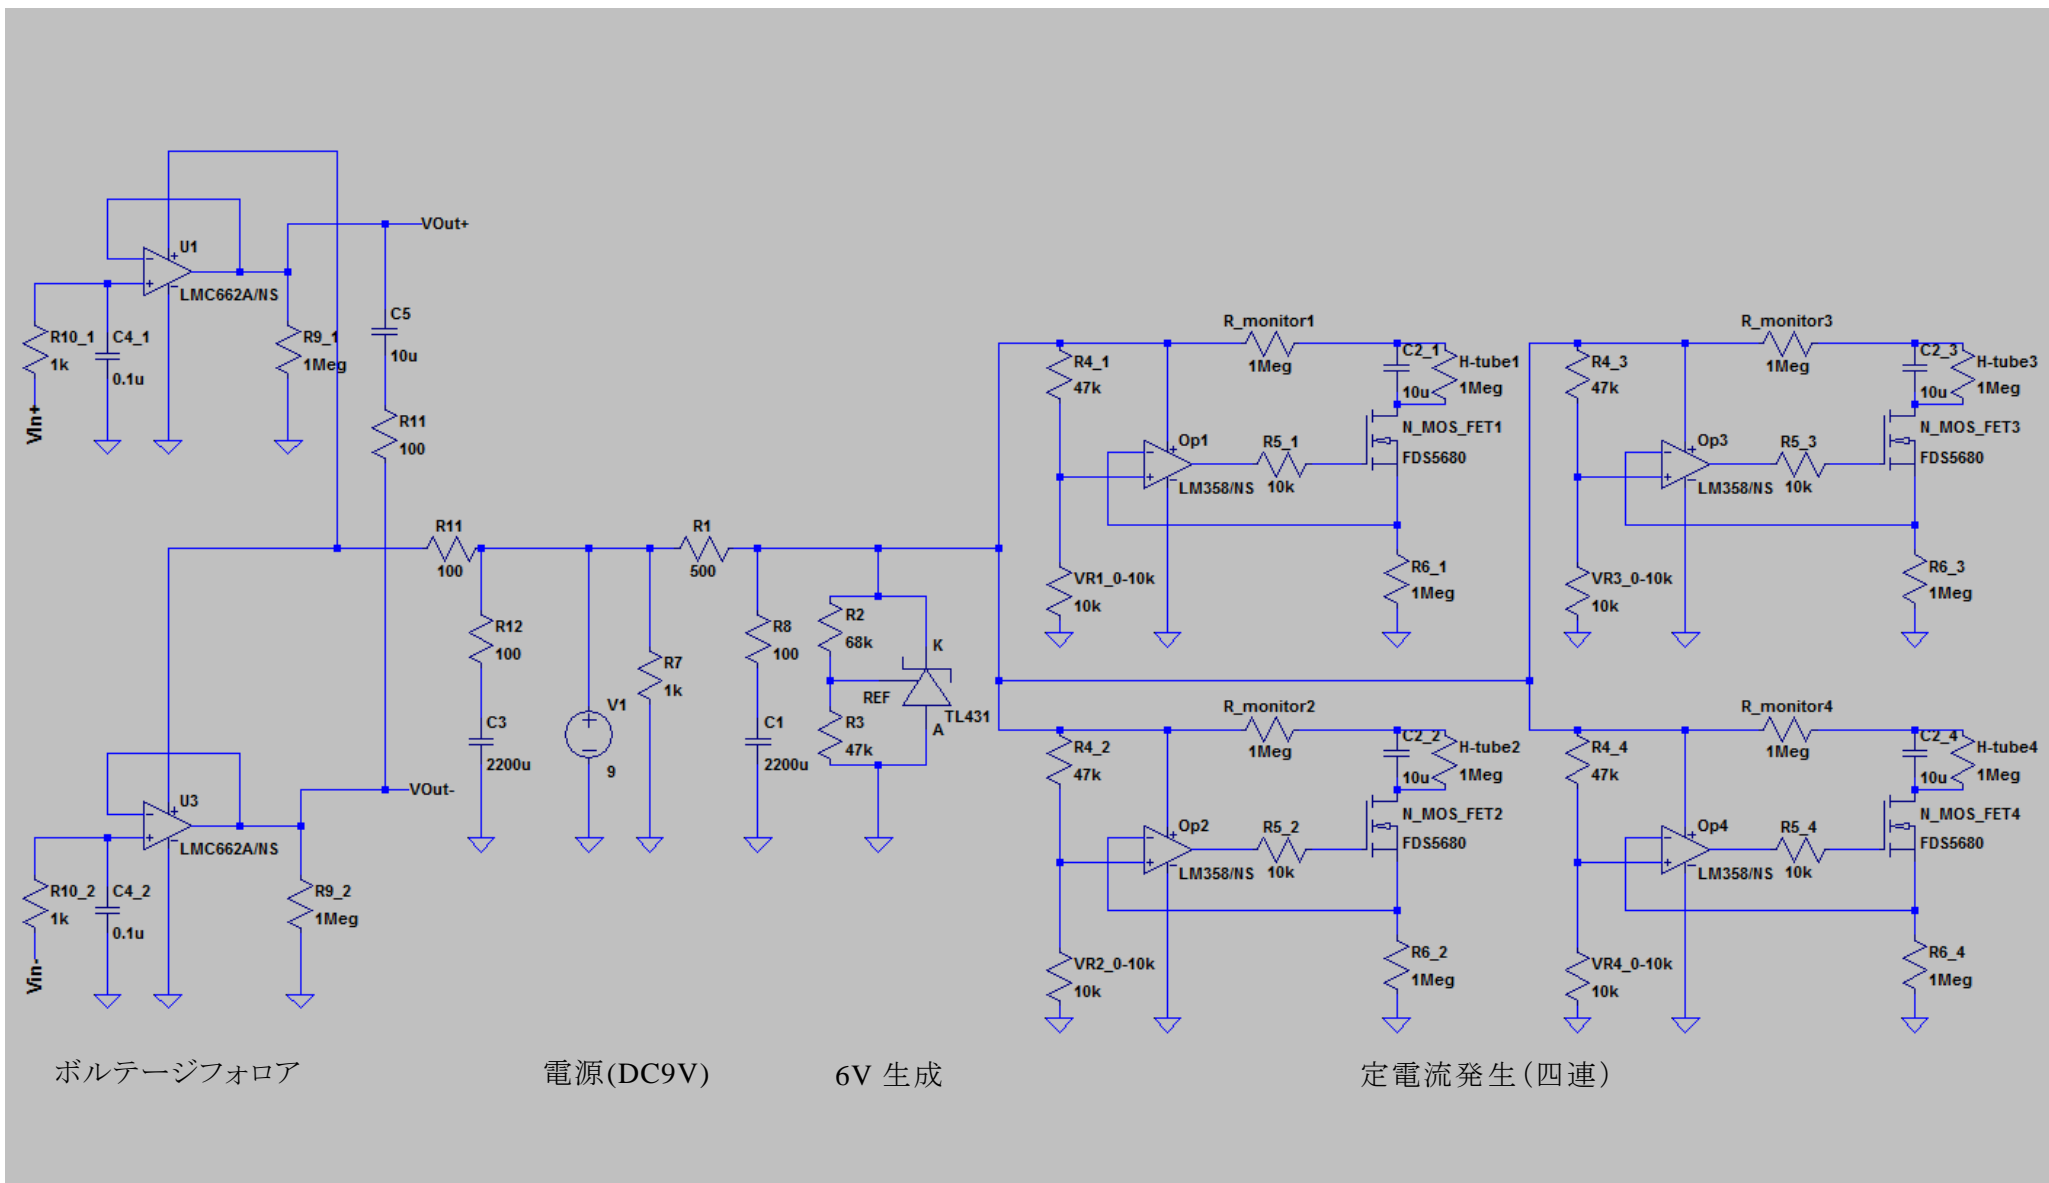 U1
LMC662A/NS
R10_1
1k
C4_1
0.1u
VIn+
R9_1
1Meg
VOut+
C5
10u
R11
100
U3
LMC662A/NS
R10_2
1k
C4_2
0.1u
Vin-
R9_2
1Meg
VOut-
R11
100
R12
100
C3
2200u
V1
9
R7
1k
R1
500
R8
100
C1
2200u
R2
68k
R3
47k
REF
K
A
TL431
R_monitor1
1Meg
R4_1
47k
C2_1
10u
H-tube1
1Meg
Op1
LM358/NS
R5_1
10k
N_MOS_FET1
FDS5680
VR1_0-10k
10k
R6_1
1Meg
R_monitor3
1Meg
R4_3
47k
C2_3
10u
H-tube3
1Meg
Op3
LM358/NS
R5_3
10k
N_MOS_FET3
FDS5680
VR3_0-10k
10k
R6_3
1Meg
R_monitor2
1Meg
R4_2
47k
C2_2
10u
H-tube2
1Meg
Op2
LM358/NS
R5_2
10k
N_MOS_FET2
FDS5680
VR2_0-10k
10k
R6_2
1Meg
R_monitor4
1Meg
R4_4
47k
C2_4
10u
H-tube4
1Meg
Op4
LM358/NS
R5_4
10k
N_MOS_FET4
FDS5680
VR4_0-10k
10k
R6_4
1Meg
ボルテージフォロア
電源(DC9V)
6V 生成
定電流発生（四連）